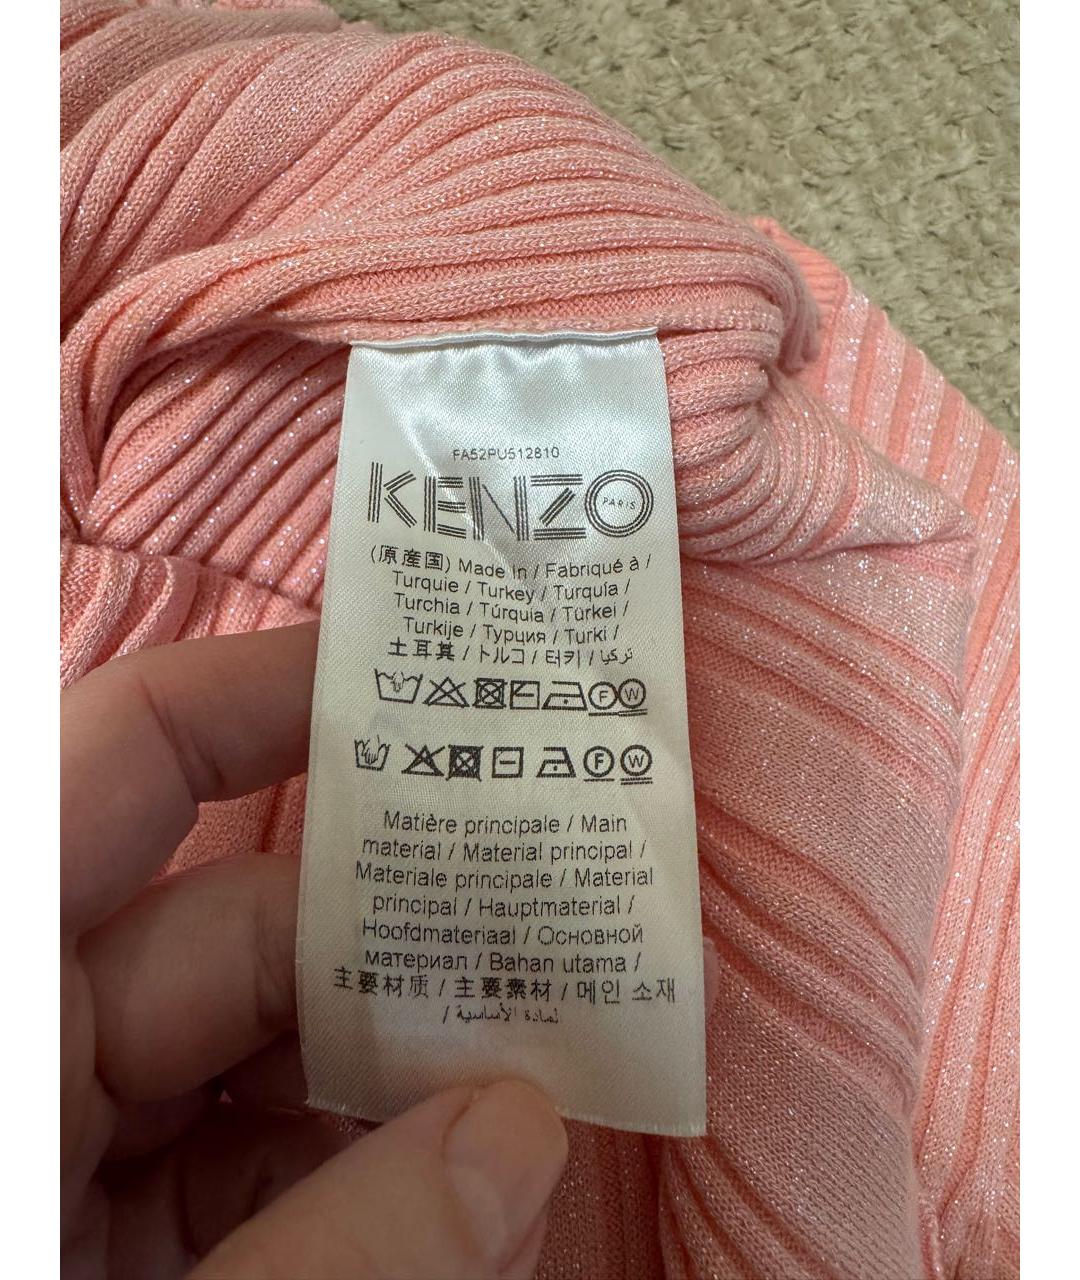 FA52PU512810
KENZO
PARIS
(原産国) Made in / Fabriqué à /
Turquie / Turkey / Turquía /
Turchia / Túrquia / Türkei /
Turkije / Турция / Turki /
土耳其 / トルコ / 터키 / تركيا
F W
F W
Matière principale / Main
material / Material principal /
Materiale principale / Material
principal / Hauptmaterial /
Hoofdmateriaal / Основной
материал / Bahan utama /
主要材质 / 主要素材 / 메인 소재
/ لمادة الأساسية